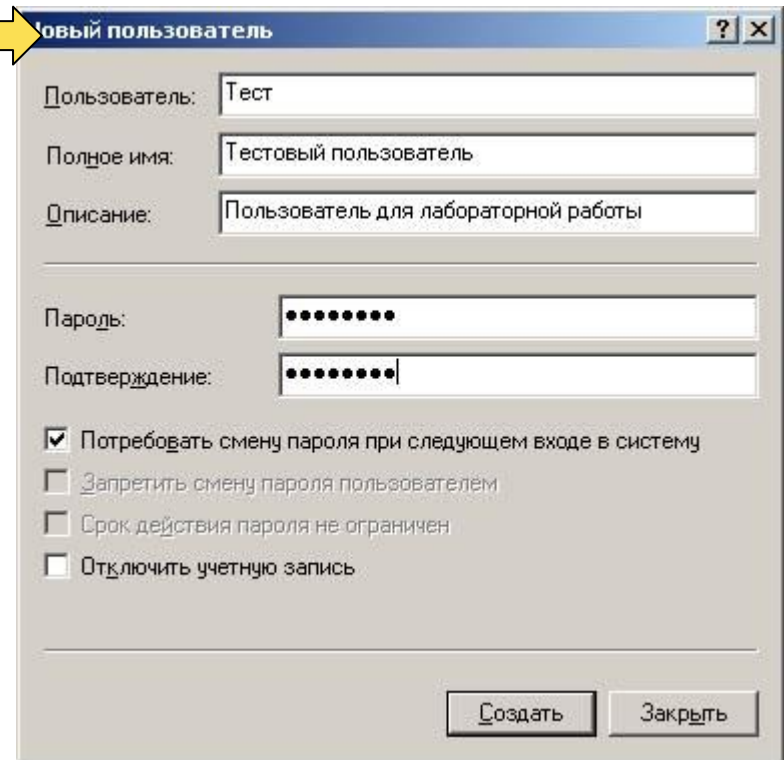 Новый пользователь
Пользователь: Тест
Полное имя: Тестовый пользователь
Описание: Пользователь для лабораторной работы
Пароль: ●●●●●●●●
Подтверждение: ●●●●●●●●
Потребовать смену пароля при следующем входе в систему
Запретить смену пароля пользователем
Срок действия пароля не ограничен
Отключить учетную запись
Создать Закрыть